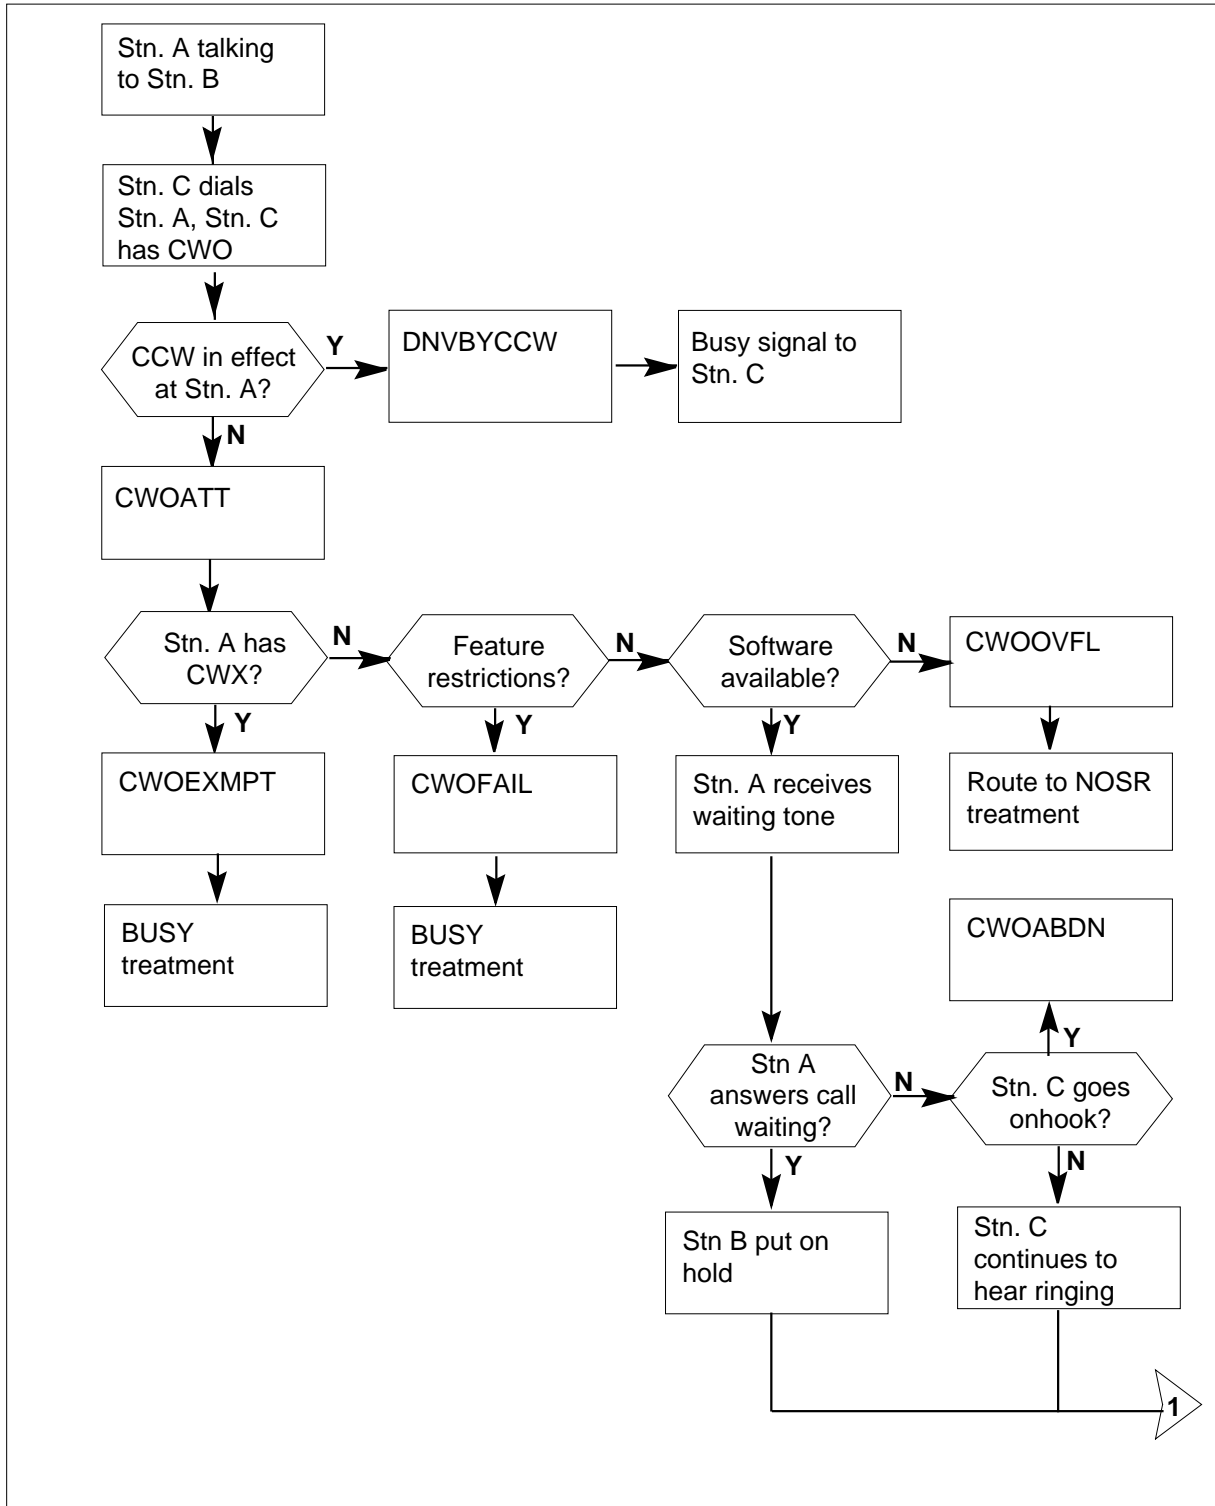 Stn. A talking
to Stn. B
Stn. C dials
Stn. A, Stn. C
has CWO
CCW in effect
at Stn. A?
Y
DNVBYCCW
Busy signal to
Stn. C
N
CWOATT
Stn. A has
CWX?
N
Feature
restrictions?
N
Software
available?
N
CWOOVFL
Y
Y
Y
CWOEXMPT
CWOFAIL
Stn. A receives
waiting tone
Route to NOSR
treatment
BUSY
treatment
BUSY
treatment
CWOABDN
Y
Stn A
answers call
waiting?
N
Stn. C goes
onhook?
Y
N
Stn B put on
hold
Stn. C
continues to
hear ringing
1